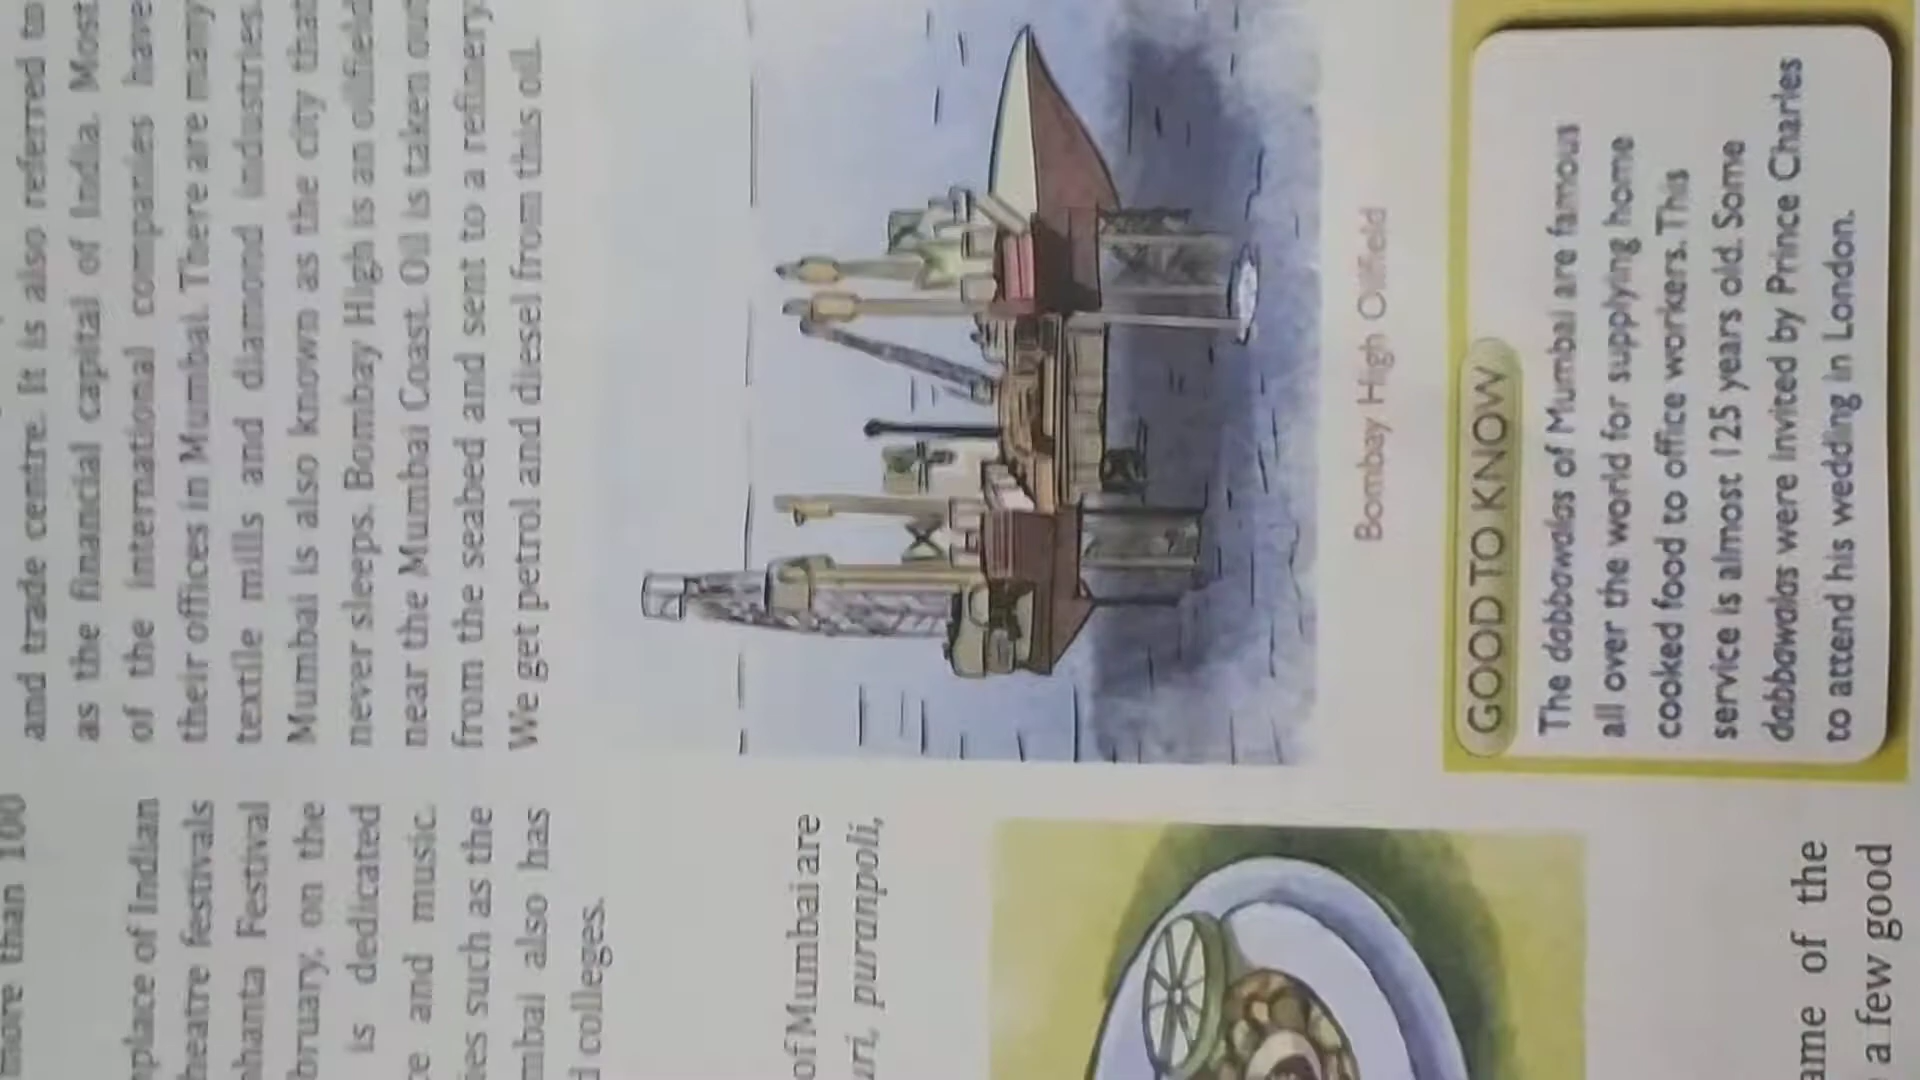 more than 100
place of Indian
heatre festivals
hanta Festival
bruary, on the
is dedicated
e and music.
ies such as the
mbai also has
d colleges.
of Mumbai are
uri, puranpoli,
ame of the
a few good
and trade centre. It is also referred to
as the financial capital of India. Most
of the international companies have
their offices in Mumbai. There are many
textile mills and diamond industries.
Mumbai is also known as the city that
never sleeps. Bombay High is an oilfield
near the Mumbai Coast. Oil is taken out
from the seabed and sent to a refinery.
We get petrol and diesel from this oil.
Bombay High Oilfield
GOOD TO KNOW
The dabbawalas of Mumbai are famous
all over the world for supplying home
cooked food to office workers. This
service is almost 125 years old. Some
dabbawalas were invited by Prince Charles
to attend his wedding in London.